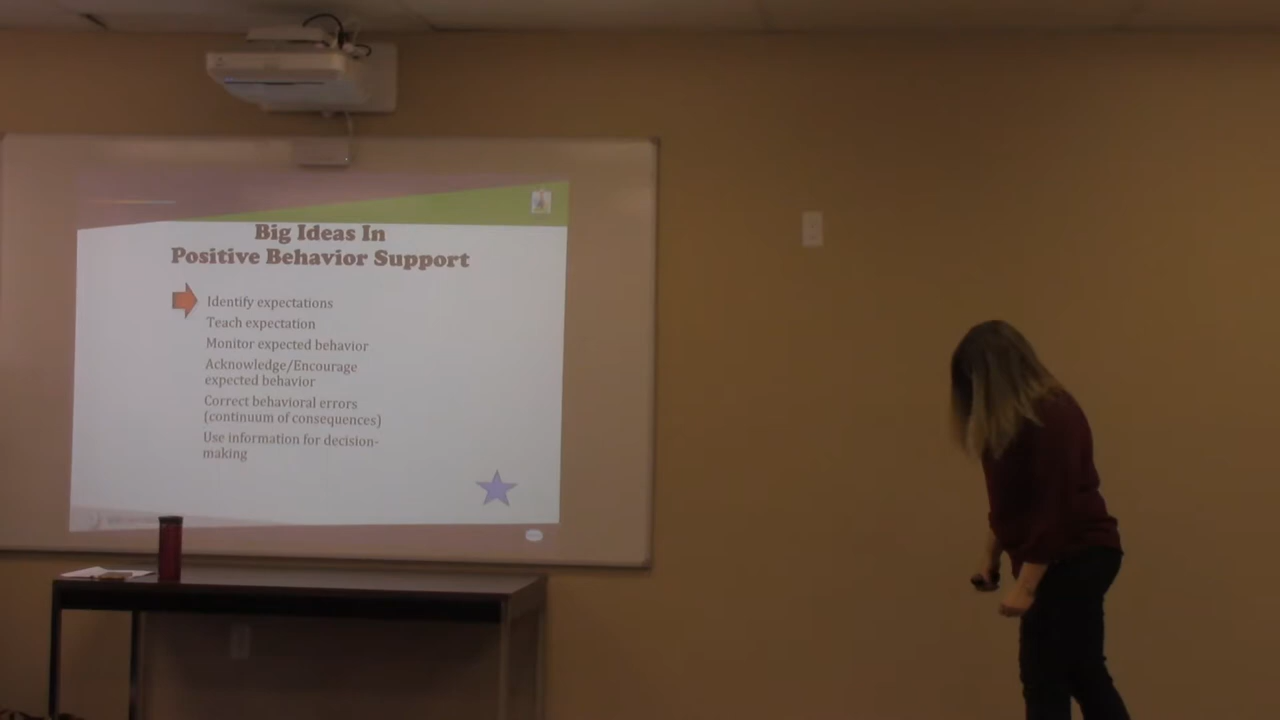 Big Ideas In
Positive Behavior Support
Identify expectations
Teach expectation
Monitor expected behavior
Acknowledge/Encourage
expected behavior
Correct behavioral errors
(continuum of consequences)
Use information for decision-
making